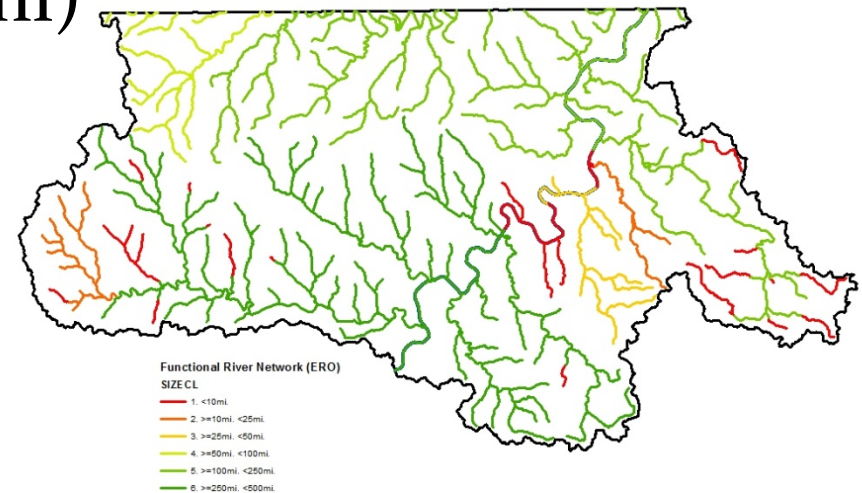 mi)
Functional River Network (ERO)
SIZECL
1. <10mi.
2. >=10mi. <25mi.
3. >=25mi. <50mi.
4. >=50mi. <100mi.
5. >=100mi. <250mi.
6. >=250mi. <500mi.